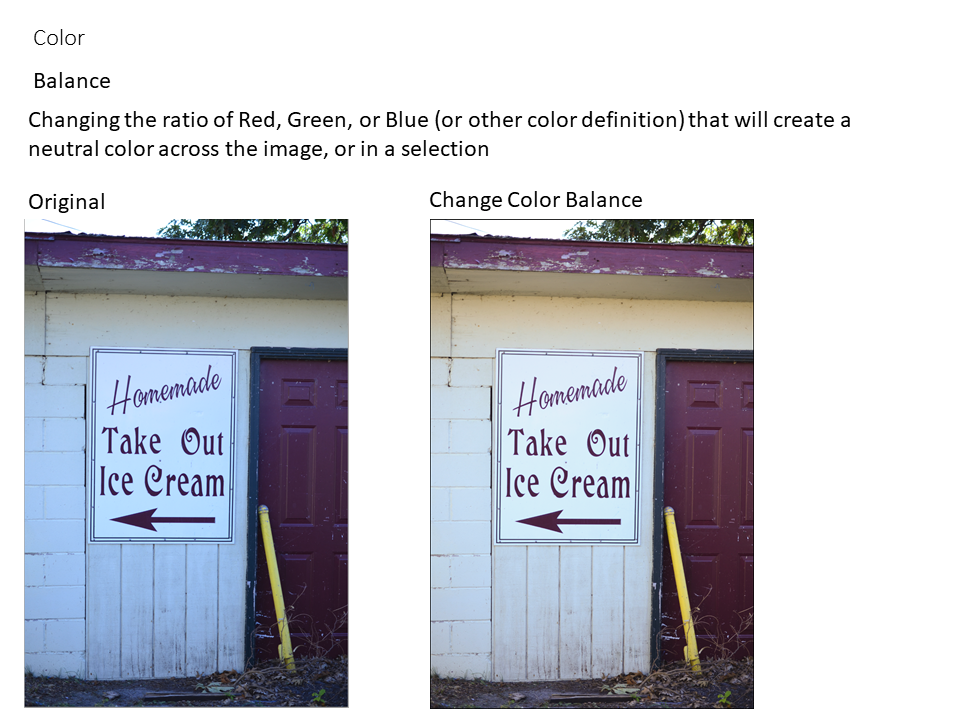 Color
Balance
Changing the ratio of Red, Green, or Blue (or other color definition) that will create a
neutral color across the image, or in a selection
Original
Change Color Balance
Homemade
Take Out
Ice Cream
Homemade
Take Out
Ice Cream